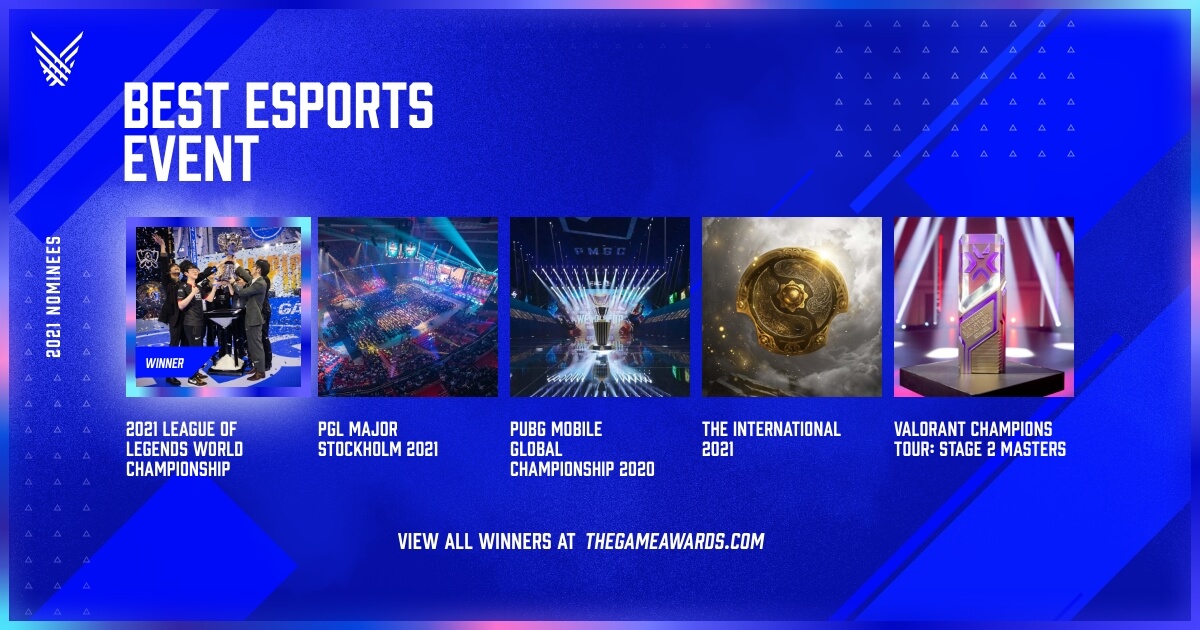 BEST ESPORTS
EVENT
2021 NOMINEES
WINNER
PMGC
2021 LEAGUE OF
LEGENDS WORLD
CHAMPIONSHIP
PGL MAJOR
STOCKHOLM 2021
PUBG MOBILE
GLOBAL
CHAMPIONSHIP 2020
THE INTERNATIONAL
2021
VALORANT CHAMPIONS
TOUR: STAGE 2 MASTERS
VIEW ALL WINNERS AT THEGAMEAWARDS.COM